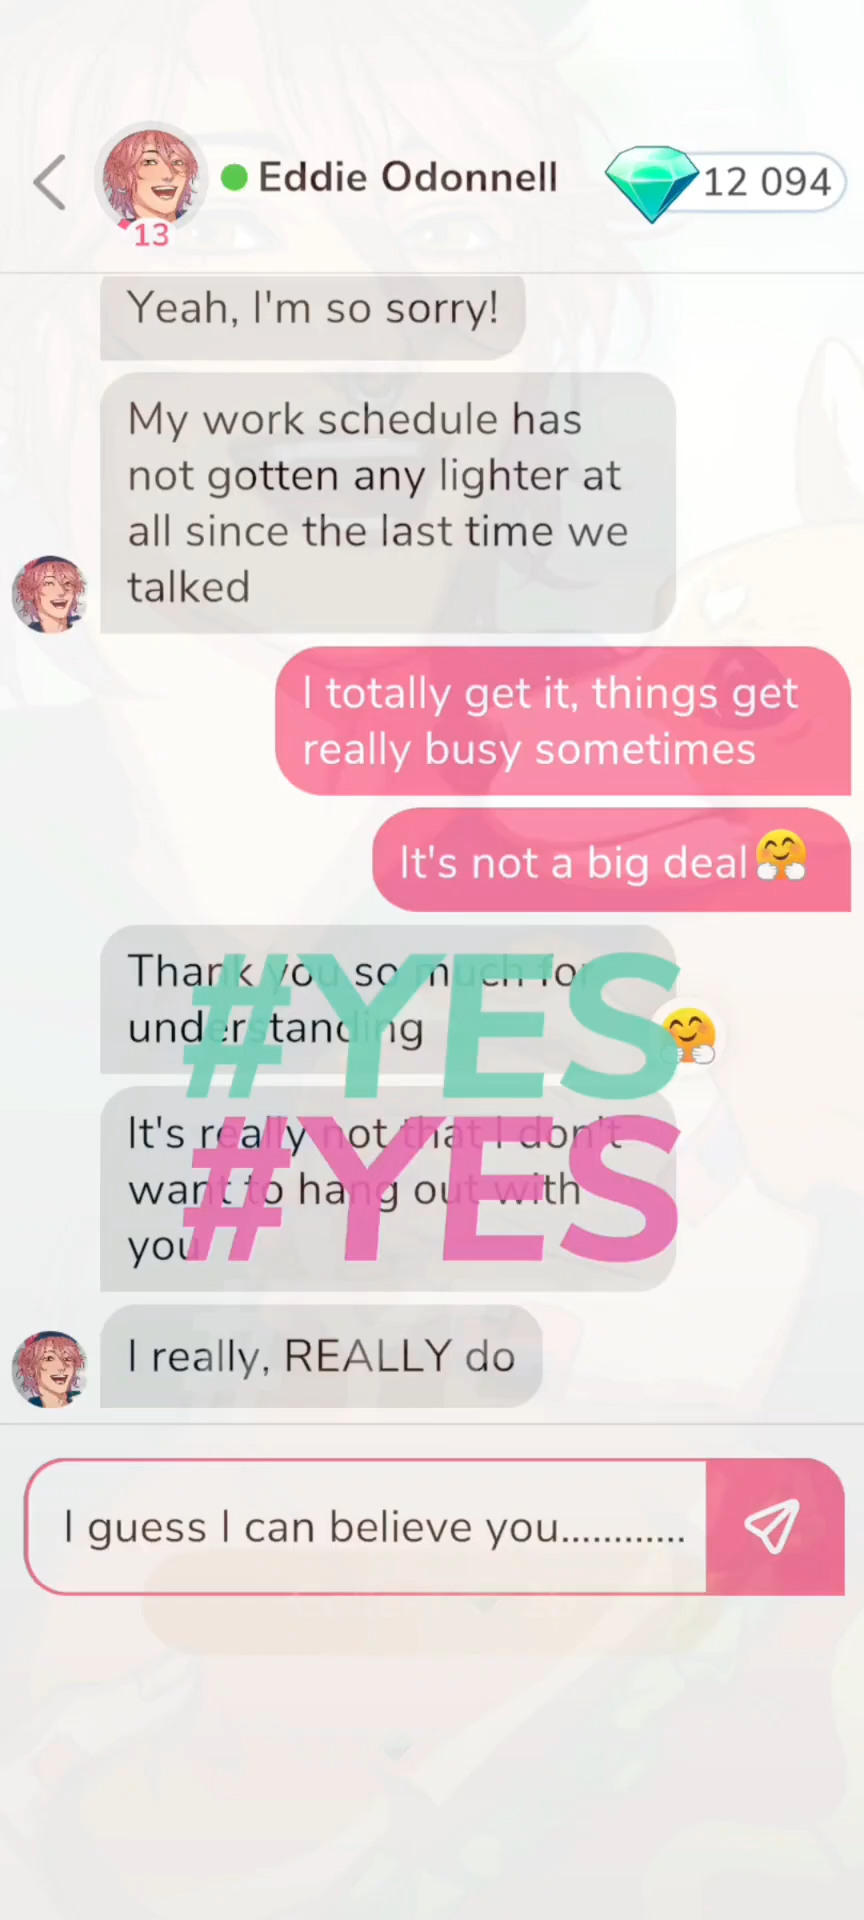 Eddie Odonnell
12 094
13
Yeah, I'm so sorry!
My work schedule has
not gotten any lighter at
all since the last time we
talked
I totally get it, things get
really busy sometimes
It's not a big deal🤗
Thank you so much for
understanding
🤗
#YES
It's really not that I don't
want to hang out with
you
#YES
I really, REALLY do
I guess I can believe you............